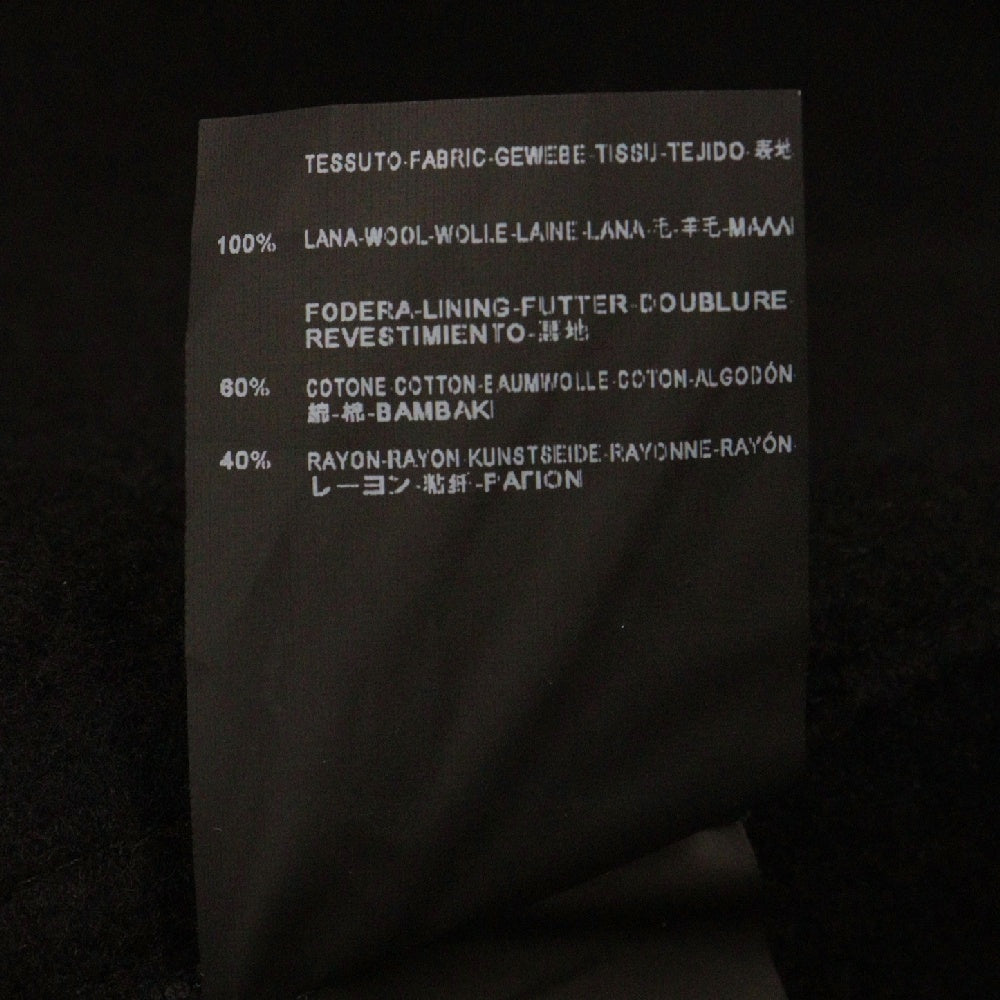 TESSUTO-FABRIC-GEWEBE-TISSU-TEJIDO-表地
100% LANA-WOOL-WOLLE-LAINE-LANA-毛-羊毛-ΜΑΛΛΙ
FODERA-LINING-FUTTER-DOUBLURE
REVESTIMIENTO-裏地
60% COTONE-COTTON-BAUMWOLLE-COTON-ALGODÓN
綿-棉-BAMBAKI
40% RAYON-RAYON-KUNSTSEIDE-RAYONNE-RAYÓN
レーヨン-粘纤-ΡΑΓΙΟΝ